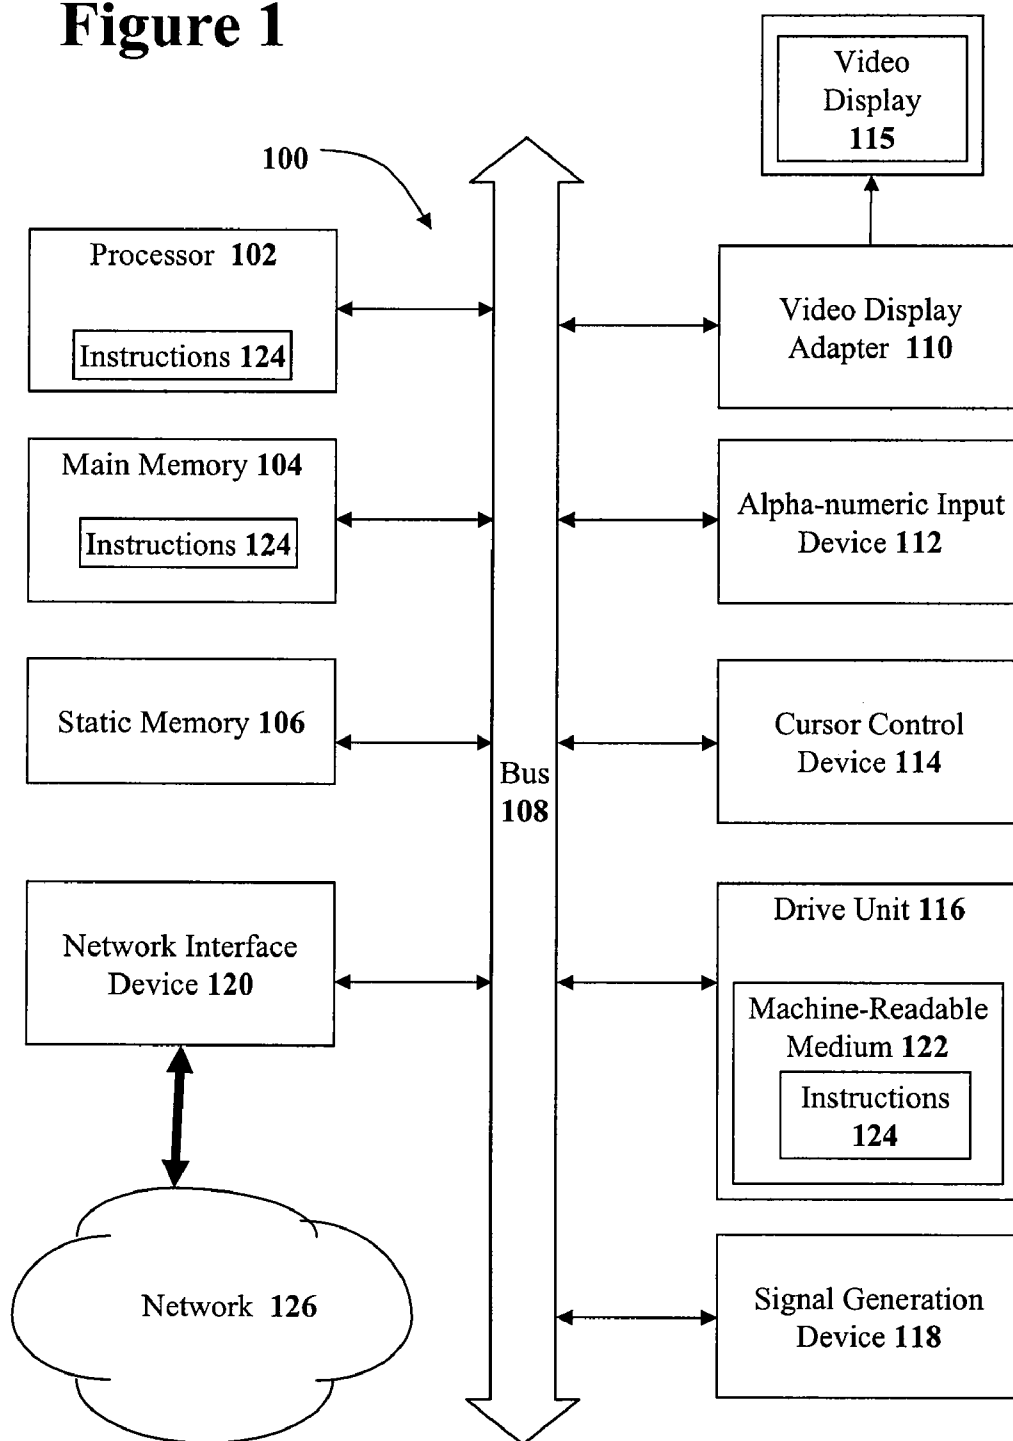 Figure 1
Video
Display
115
100
Processor 102
Instructions 124
Video Display
Adapter 110
Main Memory 104
Instructions 124
Alpha-numeric Input
Device 112
Static Memory 106
Cursor Control
Device 114
Bus
108
Network Interface
Device 120
Drive Unit 116
Machine-Readable
Medium 122
Instructions
124
Network 126
Signal Generation
Device 118